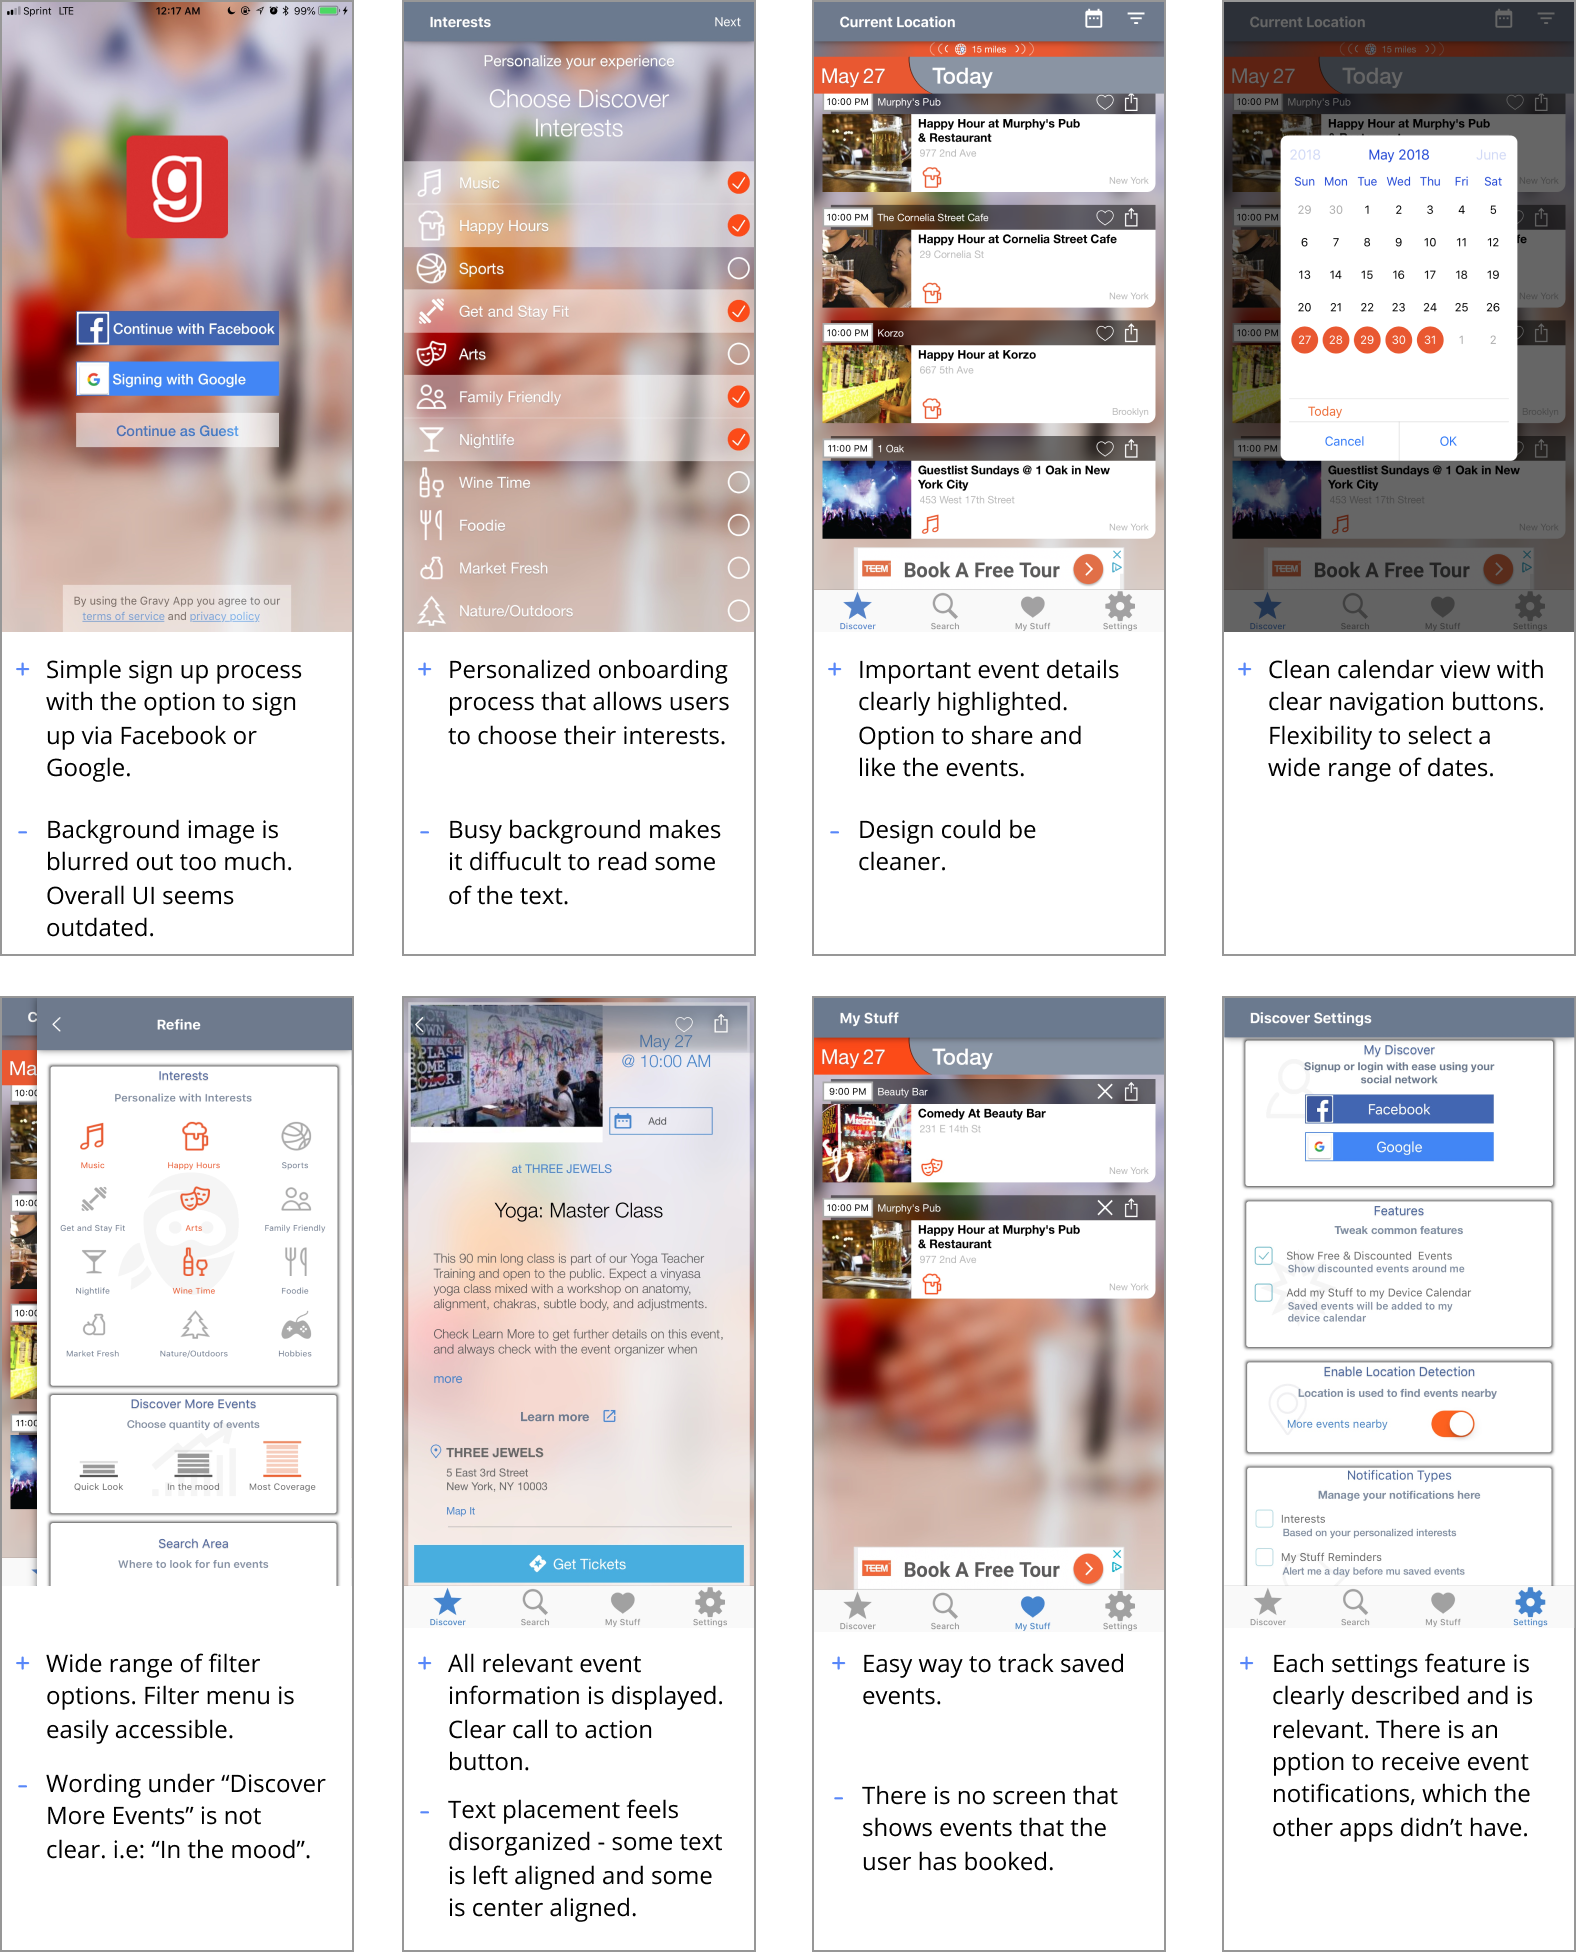 Sprint LTE 12:17 AM 99%
g
Continue with Facebook
Signing with Google
Continue as Guest
By using the Gravy App you agree to our
terms of service and privacy policy
+ Simple sign up process
with the option to sign
up via Facebook or
Google.
- Background image is
blurred out too much.
Overall UI seems
outdated.
Interests Next
Personalize your experience
Choose Discover
Interests
Music
Happy Hours
Sports
Get and Stay Fit
Arts
Family Friendly
Nightlife
Wine Time
Foodie
Market Fresh
Nature/Outdoors
+ Personalized onboarding
process that allows users
to choose their interests.
- Busy background makes
it diffucult to read some
of the text.
Current Location
15 miles
May 27 Today
10:00 PM Murphy's Pub
Happy Hour at Murphy's Pub
& Restaurant
977 2nd Ave
New York
10:00 PM The Cornelia Street Cafe
Happy Hour at Cornelia Street Cafe
29 Cornelia St
New York
10:00 PM Korzo
Happy Hour at Korzo
667 5th Ave
Brooklyn
11:00 PM 1 Oak
Guestlist Sundays @ 1 Oak in New
York City
453 West 17th Street
New York
TEEM Book A Free Tour
Discover Search My Stuff Settings
+ Important event details
clearly highlighted.
Option to share and
like the events.
- Design could be
cleaner.
Current Location
15 miles
May 27 Today
10:00 PM Murphy's Pub
Happy Hour at Murphy's Pub
2018 May 2018 June
Sun Mon Tue Wed Thu Fri Sat
29 30 1 2 3 4 5
6 7 8 9 10 11 12
13 14 15 16 17 18 19
20 21 22 23 24 25 26
27 28 29 30 31 1 2
Today
Cancel OK
New York
10:0
fe
New York
10:0
Brooklyn
11:0
Guestlist Sundays @ 1 Oak in New
York City
453 West 17th Street
New York
TEEM Book A Free Tour
Discover Search My Stuff Settings
+ Clean calendar view with
clear navigation buttons.
Flexibility to select a
wide range of dates.
C
Ma
10:00
10:00
10:00
11:00
Refine
Interests
Personalize with Interests
Music Happy Hours Sports
Get and Stay Fit Arts Family Friendly
Nightlife Wine Time Foodie
Market Fresh Nature/Outdoors Hobbies
Discover More Events
Choose quantity of events
Quick Look In the mood Most Coverage
Search Area
Where to look for fun events
+ Wide range of filter
options. Filter menu is
easily accessible.
- Wording under “Discover
More Events” is not
clear. i.e: “In the mood”.
SPLASH
SOME
COLOR.
May 27
@ 10:00 AM
Add
at THREE JEWELS
Yoga: Master Class
This 90 min long class is part of our Yoga Teacher
Training and open to the public. Expect a vinyasa
yoga class mixed with a workshop on anatomy,
alignment, chakras, subtle body, and adjustments.
Check Learn More to get further details on this event,
and always check with the event organizer when
more
Learn more
THREE JEWELS
5 East 3rd Street
New York, NY 10003
Map It
Get Tickets
Discover Search My Stuff Settings
+ All relevant event
information is displayed.
Clear call to action
button.
- Text placement feels
disorganized - some text
is left aligned and some
is center aligned.
My Stuff
May 27 Today
9:00 PM Beauty Bar
Comedy At Beauty Bar
231 E 14th St
New York
10:00 PM Murphy's Pub
Happy Hour at Murphy's Pub
& Restaurant
977 2nd Ave
New York
TEEM Book A Free Tour
Discover Search My Stuff Settings
+ Easy way to track saved
events.
- There is no screen that
shows events that the
user has booked.
Discover Settings
My Discover
Signup or login with ease using your
social network
Facebook
Google
Features
Tweak common features
Show Free & Discounted Events
Show discounted events around me
Add my Stuff to my Device Calendar
Saved events will be added to my
device calendar
Enable Location Detection
Location is used to find events nearby
More events nearby
Notification Types
Manage your notifications here
Interests
Based on your personalized interests
My Stuff Reminders
Alert me a day before mu saved events
Discover Search My Stuff Settings
+ Each settings feature is
clearly described and is
relevant. There is an
pption to receive event
notifications, which the
other apps didn’t have.